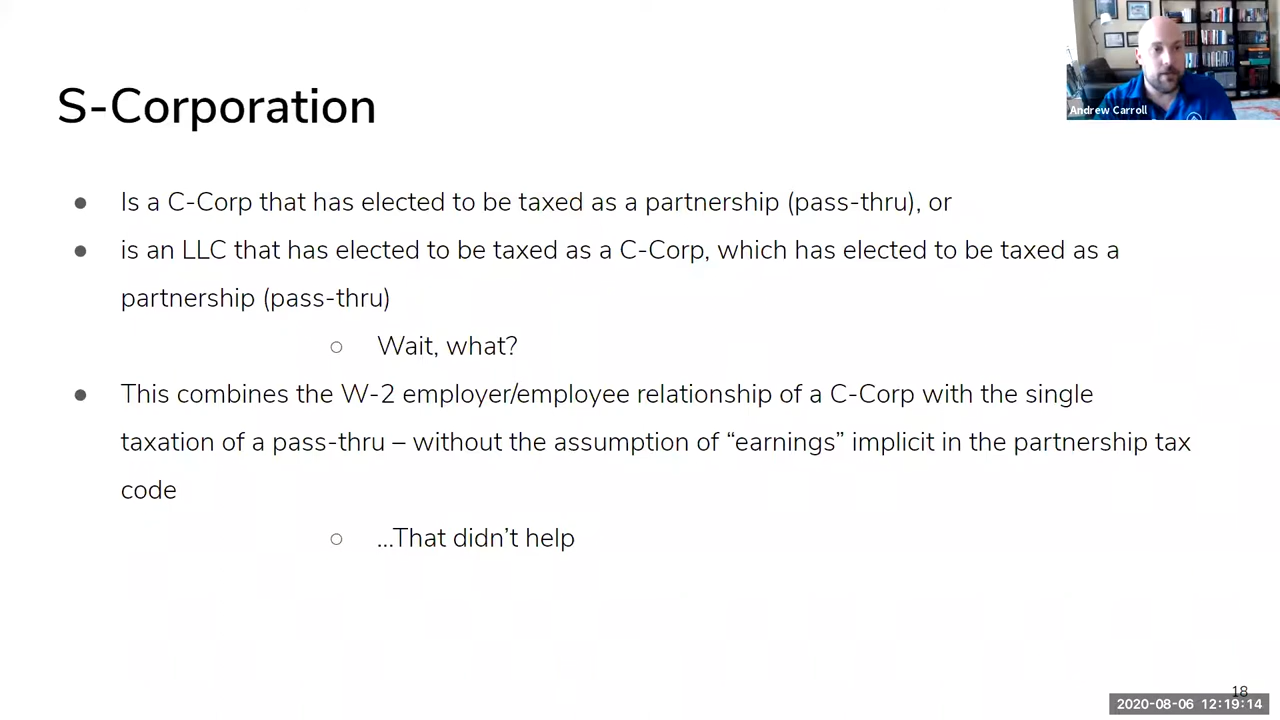 Andrew Carroll
S-Corporation
● Is a C-Corp that has elected to be taxed as a partnership (pass-thru), or
● is an LLC that has elected to be taxed as a C-Corp, which has elected to be taxed as a
partnership (pass-thru)
○ Wait, what?
● This combines the W-2 employer/employee relationship of a C-Corp with the single
taxation of a pass-thru – without the assumption of “earnings” implicit in the partnership tax
code
○ …That didn’t help
18
2020-08-06 12:19:14